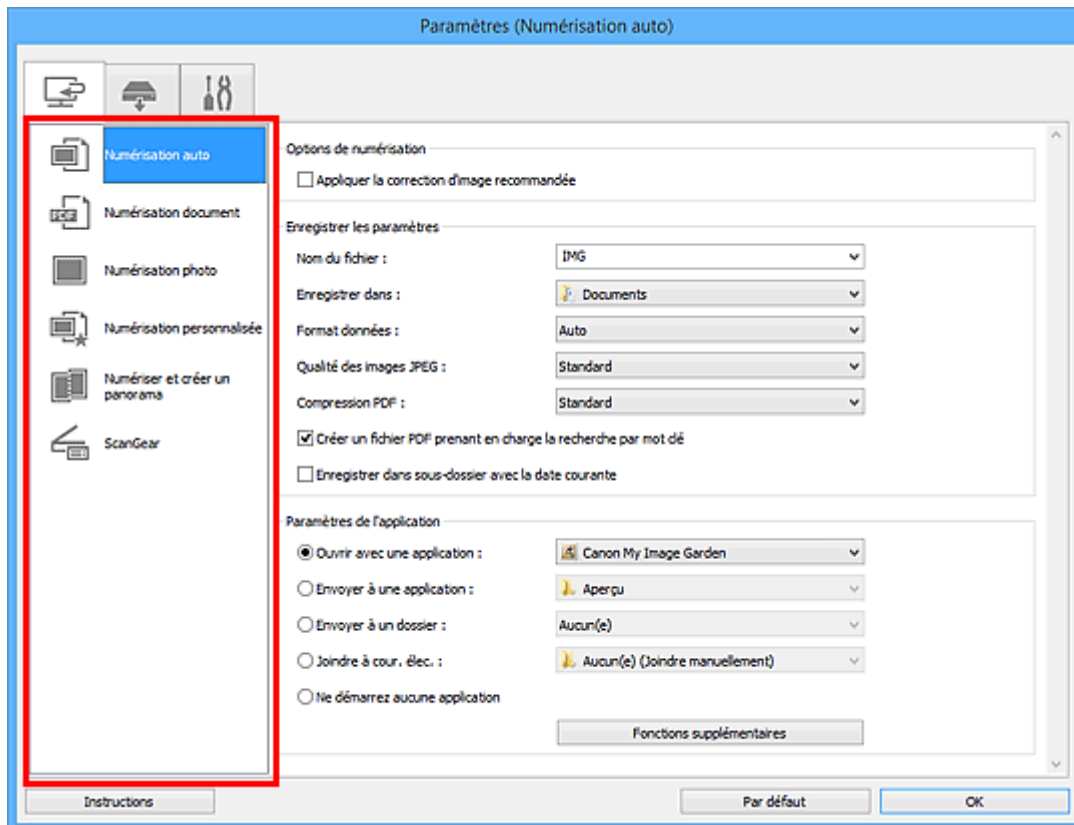 Paramètres (Numérisation auto)
Numérisation auto
Numérisation document
Numérisation photo
Numérisation personnalisée
Numériser et créer un
panorama
ScanGear
Options de numérisation
Appliquer la correction d'image recommandée
Enregistrer les paramètres
Nom du fichier : IMG
Enregistrer dans : Documents
Format données : Auto
Qualité des images JPEG : Standard
Compression PDF : Standard
Créer un fichier PDF prenant en charge la recherche par mot clé
Enregistrer dans sous-dossier avec la date courante
Paramètres de l'application
Ouvrir avec une application : Canon My Image Garden
Envoyer à une application : Aperçu
Envoyer à un dossier : Aucun(e)
Joindre à cour. élec. : Aucun(e) (Joindre manuellement)
Ne démarrez aucune application
Fonctions supplémentaires
Instructions Par défaut OK